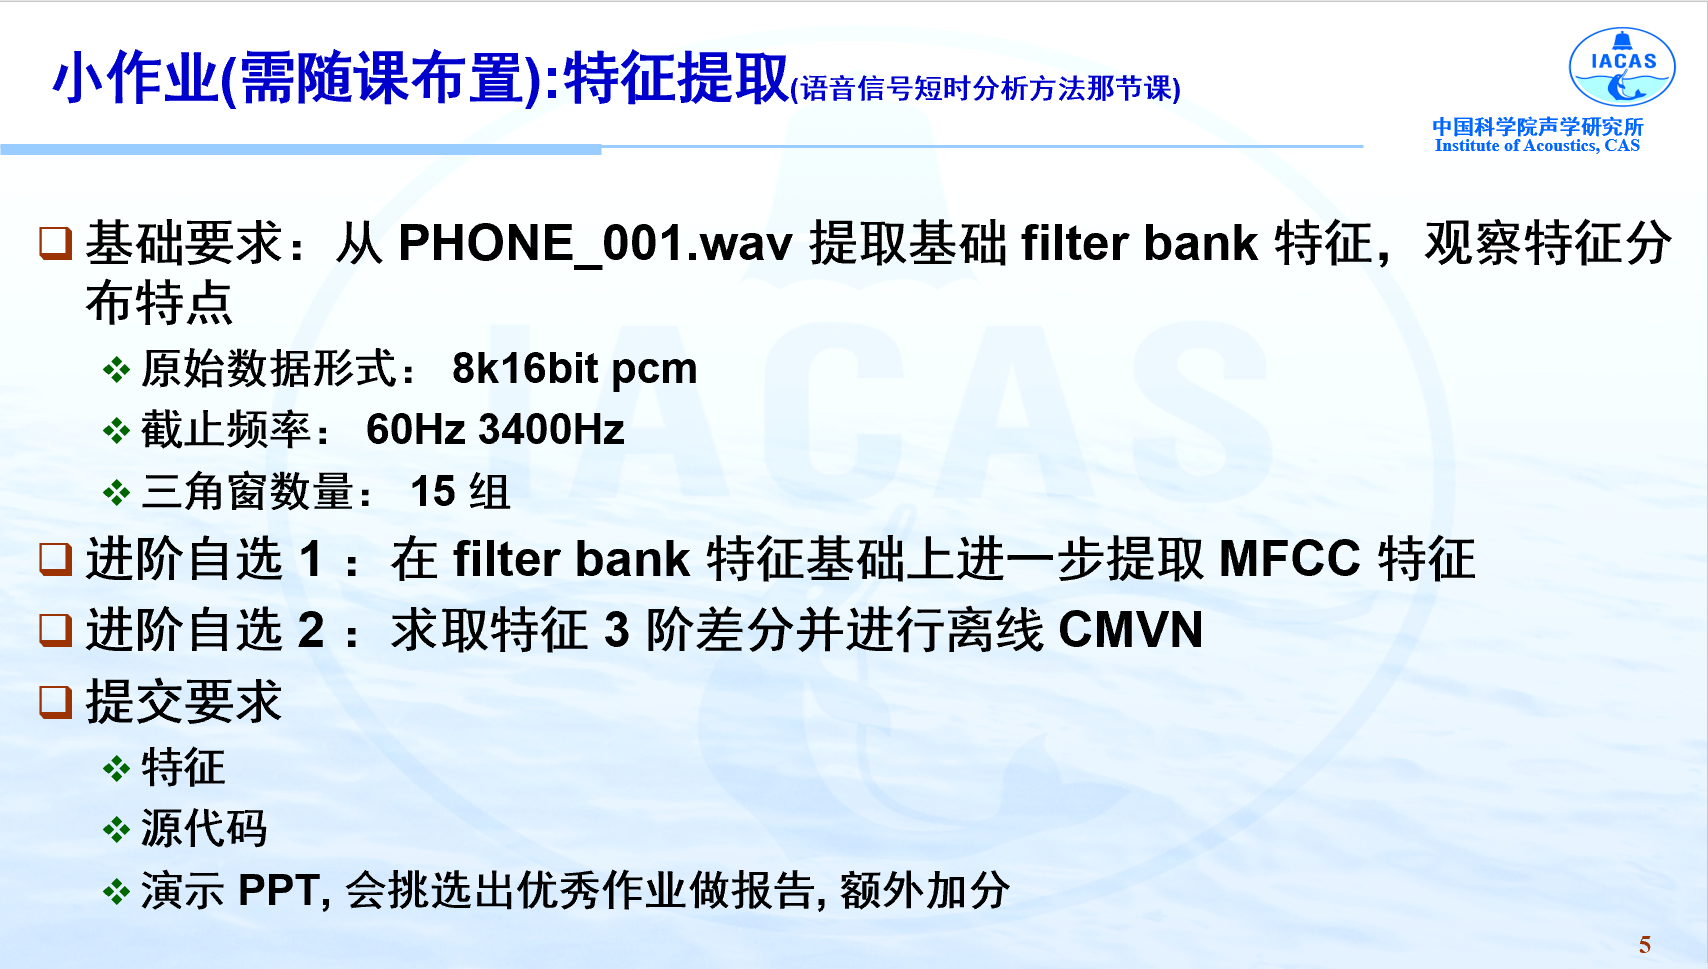 小作业(需随课布置):特征提取(语音信号短时分析方法那节课)
IACAS
中国科学院声学研究所
Institute of Acoustics, CAS
基础要求：从 PHONE_001.wav 提取基础 filter bank 特征，观察特征分
布特点
原始数据形式： 8k16bit pcm
截止频率： 60Hz 3400Hz
三角窗数量： 15 组
进阶自选 1 ：在 filter bank 特征基础上进一步提取 MFCC 特征
进阶自选 2 ：求取特征 3 阶差分并进行离线 CMVN
提交要求
特征
源代码
演示 PPT, 会挑选出优秀作业做报告, 额外加分
IACAS
5